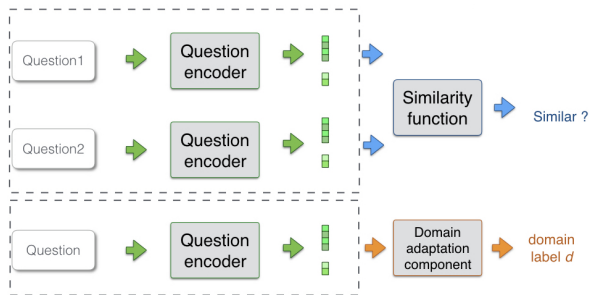 Question1
Question
encoder
Similarity
function
Similar ?
Question2
Question
encoder
Question
Question
encoder
Domain
adaptation
component
domain
label d